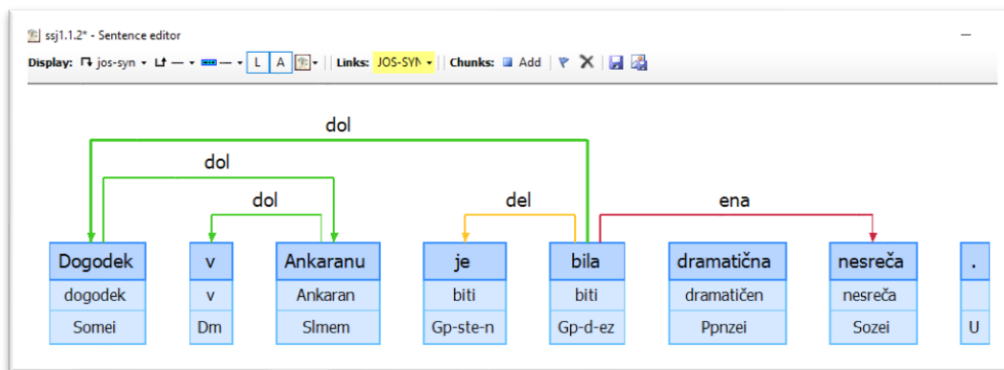 ssj1.1.2* - Sentence editor
Display: jos-syn L A Links: JOS-SYN Chunks: Add
dol
dol
dol del ena
Dogodek v Ankaranu je bila dramatična nesreča .
dogodek v Ankaran biti biti dramatičen nesreča
Somei Dm Slmem Gp-ste-n Gp-d-ez Ppnzei Sozei U